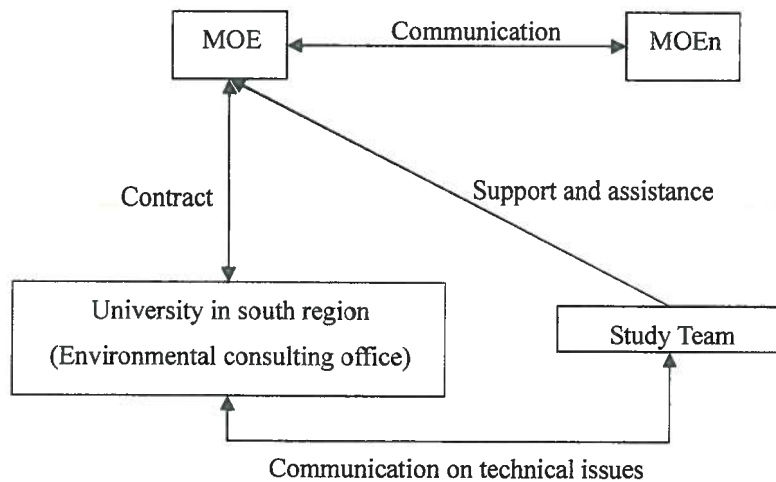 MOE
Communication
MOEn
Contract
Support and assistance
University in south region
(Environmental consulting office)
Study Team
Communication on technical issues